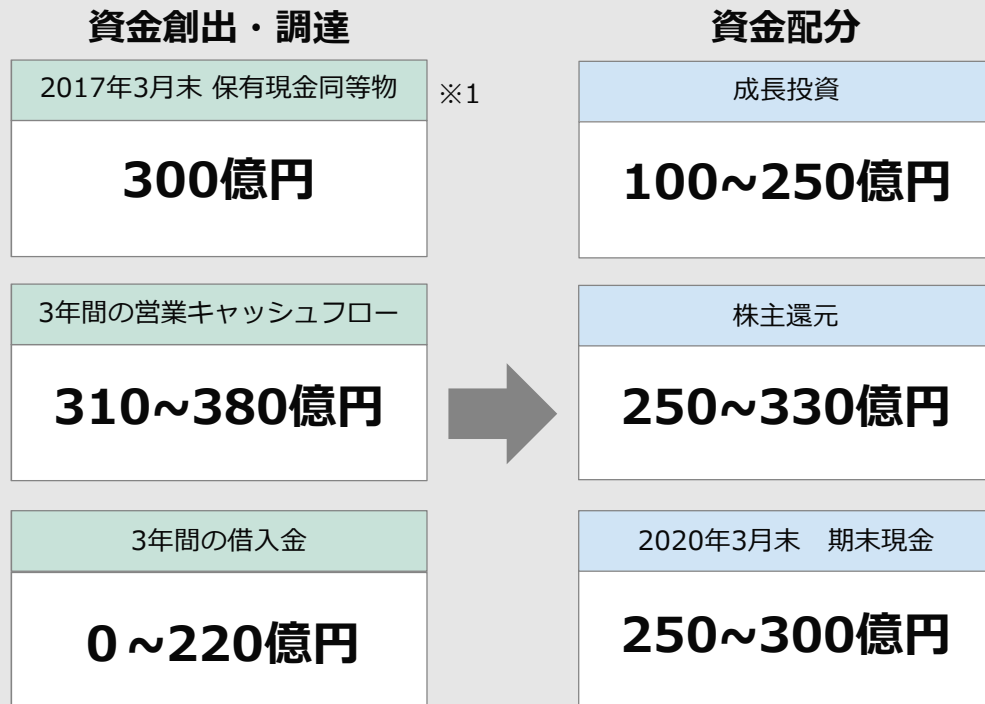 資金創出・調達
2017年3月末 保有現金同等物
※1
300億円
3年間の営業キャッシュフロー
310~380億円
3年間の借入金
0~220億円
資金配分
成長投資
100~250億円
株主還元
250~330億円
2020年3月末　期末現金
250~300億円